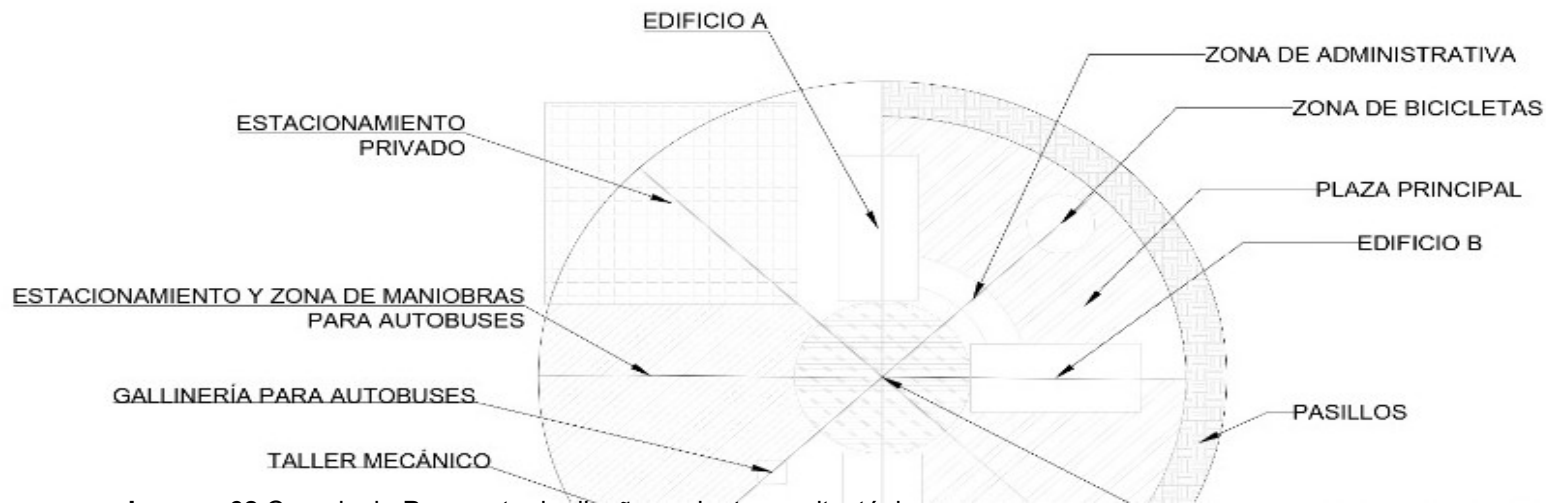 EDIFICIO A
ZONA DE ADMINISTRATIVA
ZONA DE BICICLETAS
ESTACIONAMIENTO
PRIVADO
PLAZA PRINCIPAL
EDIFICIO B
ESTACIONAMIENTO Y ZONA DE MANIOBRAS
PARA AUTOBUSES
GALLINERÍA PARA AUTOBUSES
PASILLOS
TALLER MECÁNICO